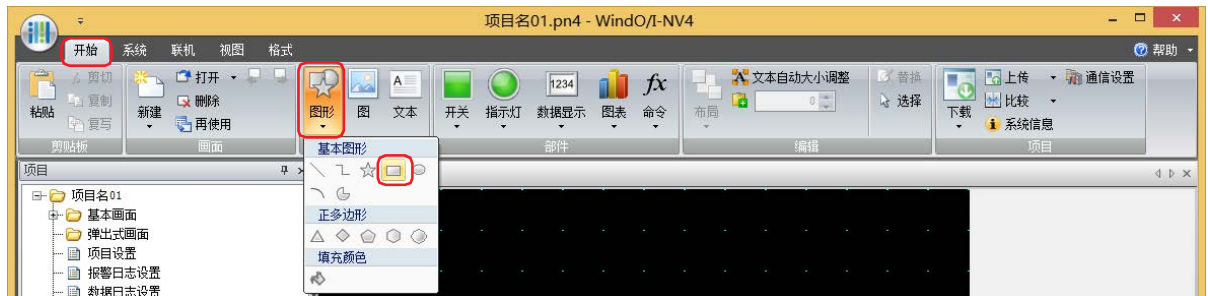 项目名01.pn4 - WindO/I-NV4
开始 系统 联机 视图 格式 帮助
粘贴 剪切 复制 复写 新建 打开 删除 再使用 图形 图 文本 开关 指示灯 1234 数据显示 图表 fx 命令 布局 文本自动大小调整 0 替换 选择 下载 上传 比较 系统信息 通信设置
剪贴板 画面 部件 编辑 项目
基本图形
正多边形
填充颜色
项目
项目名01
基本画面
弹出式画面
项目设置
报警日志设置
数据日志设置